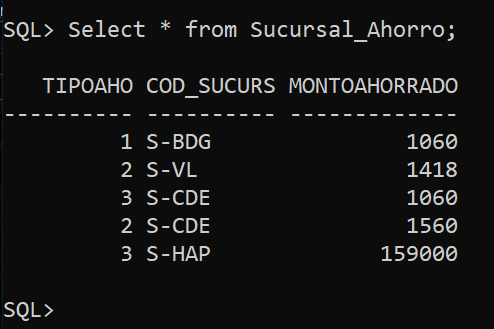 SQL> Select * from Sucursal_Ahorro;
TIPOAHO COD_SUCURS MONTOAHORRADO
---------- ---------- -------------
1 S-BDG 1060
2 S-VL 1418
3 S-CDE 1060
2 S-CDE 1560
3 S-HAP 159000
SQL>